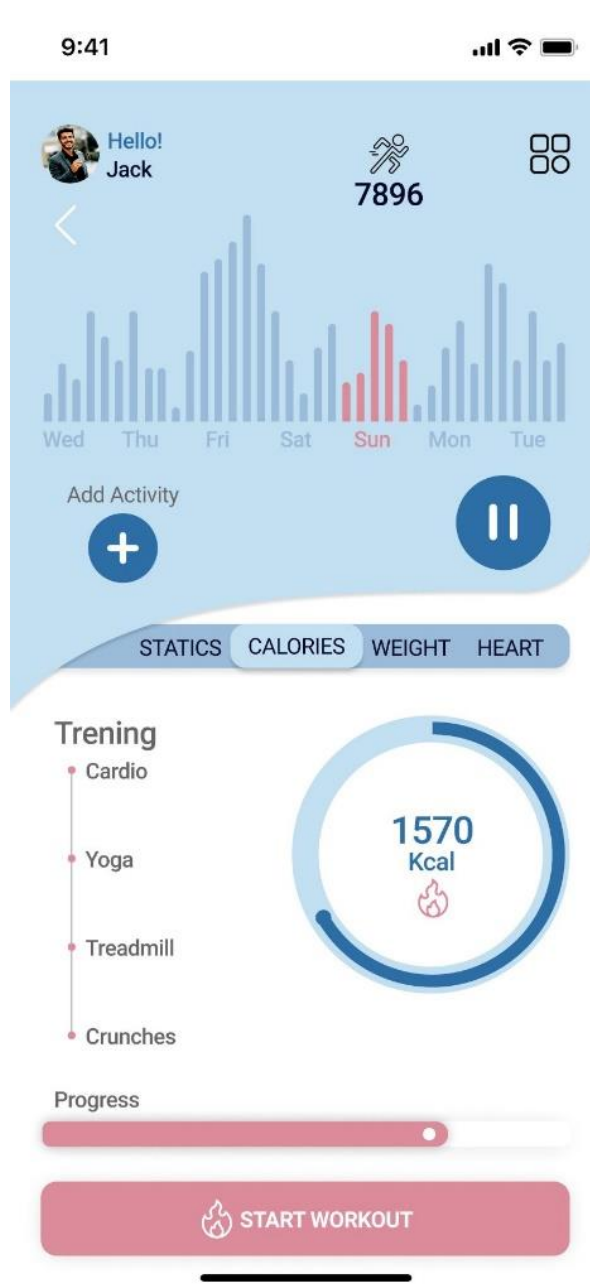 9:41
Hello!
Jack
7896
Wed Thu Fri Sat Sun Mon Tue
Add Activity
STATICS CALORIES WEIGHT HEART
Trening
Cardio
Yoga
Treadmill
Crunches
1570
Kcal
Progress
START WORKOUT